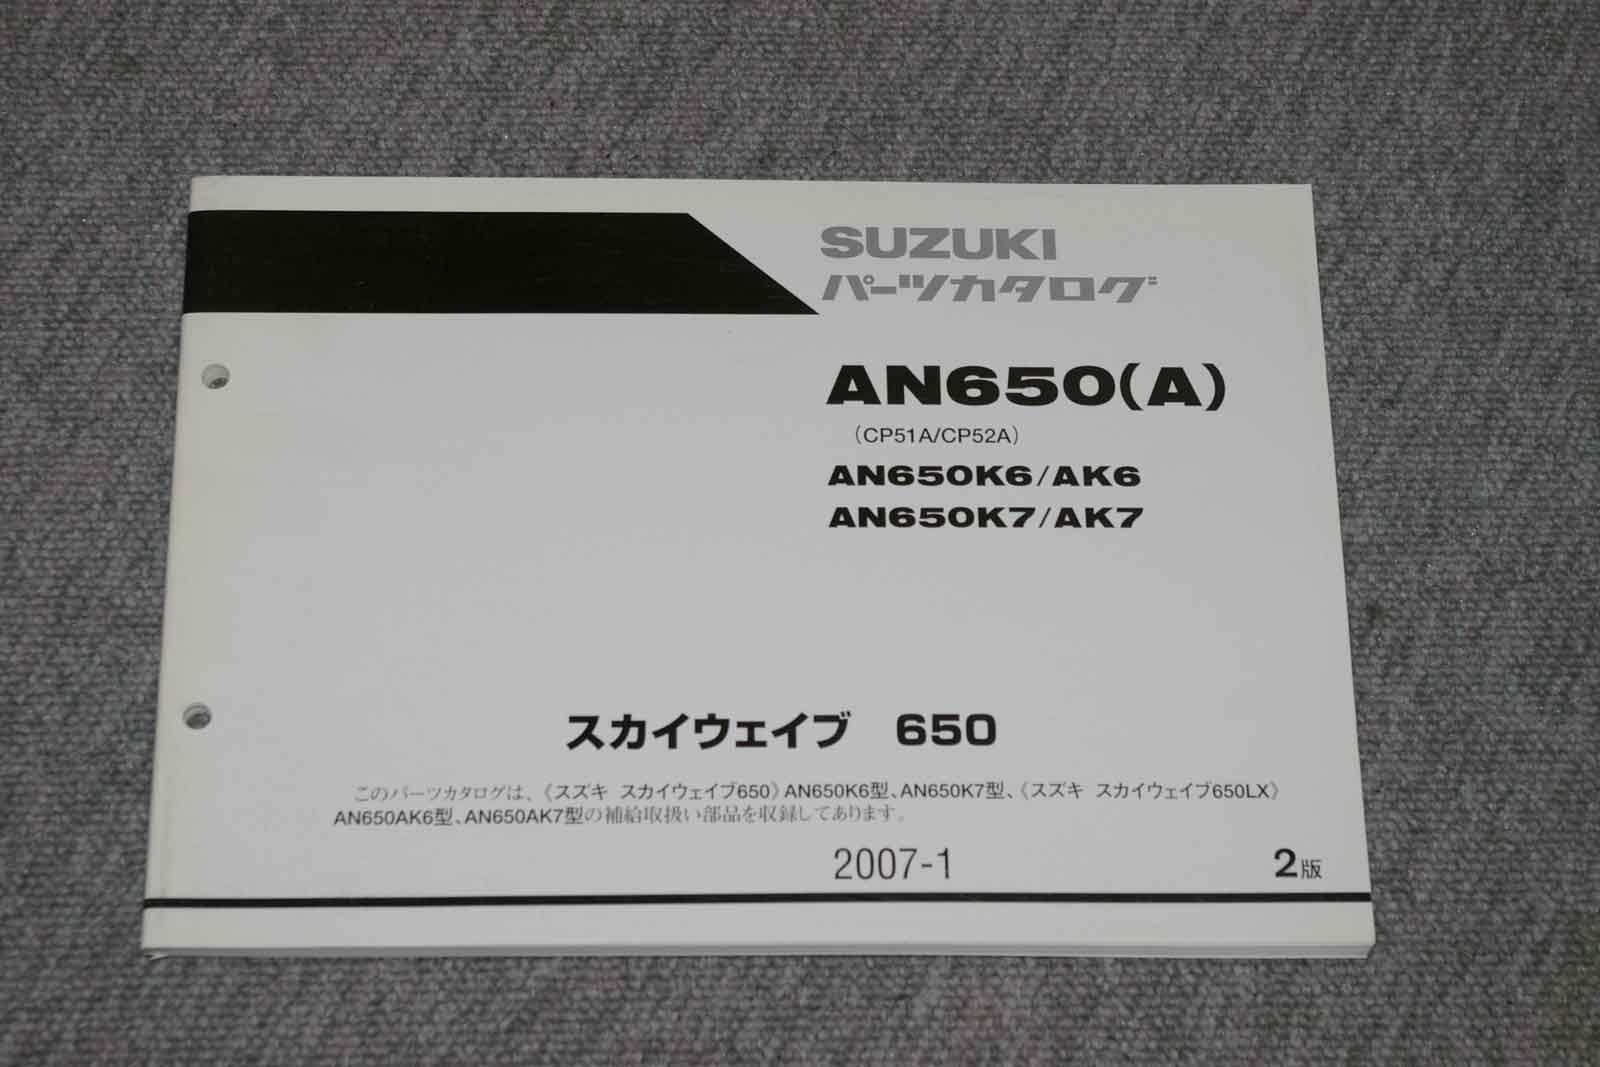 SUZUKI
パーツカタログ
AN650(A)
(CP51A/CP52A)
AN650K6/AK6
AN650K7/AK7
スカイウェイブ 650
このパーツカタログは、《スズキ スカイウェイブ650》AN650K6型、AN650K7型、《スズキ スカイウェイブ650LX》
AN650AK6型、AN650AK7型の補給取扱い部品を収録してあります。
2007-1 2版